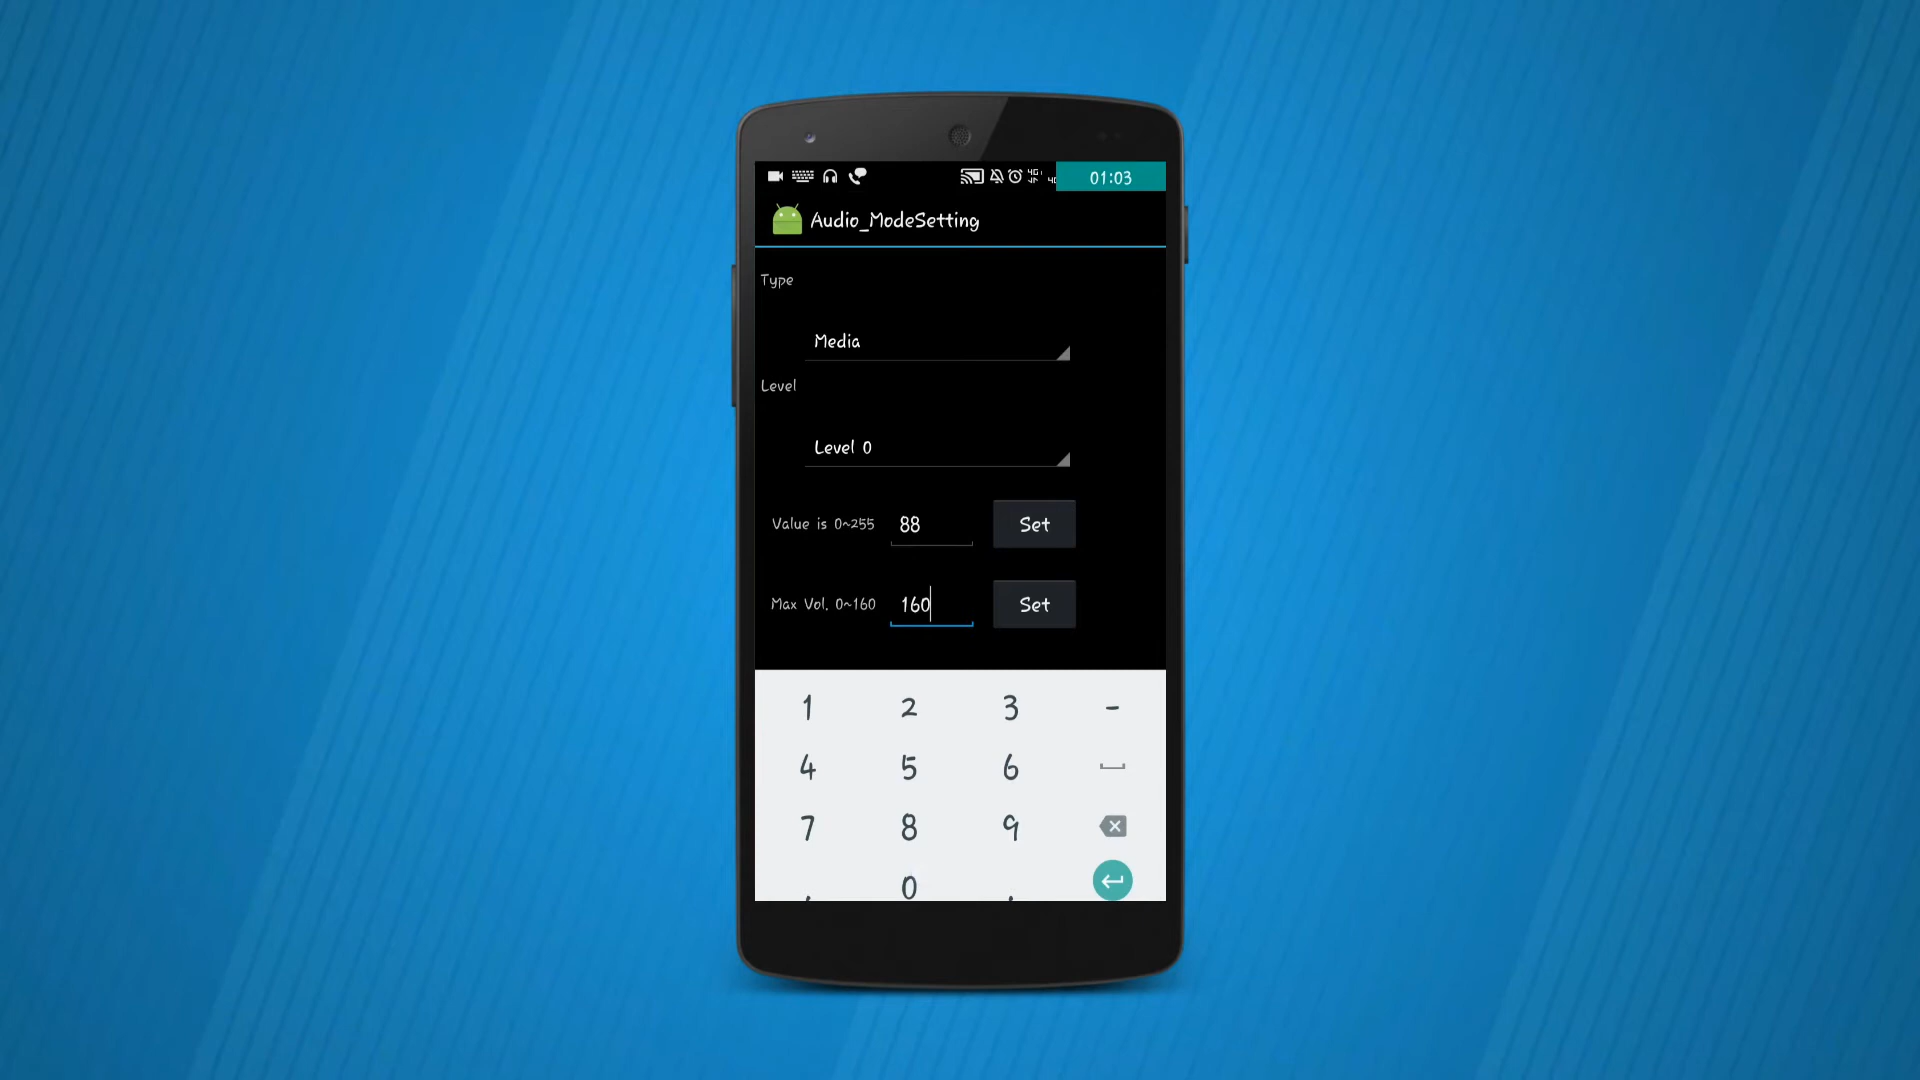 01:03
Audio_ModeSetting
Type
Media
Level
Level 0
Value is 0~255 88 Set
Max Vol. 0~160 160 Set
1 2 3 -
4 5 6
7 8 9
, 0 .